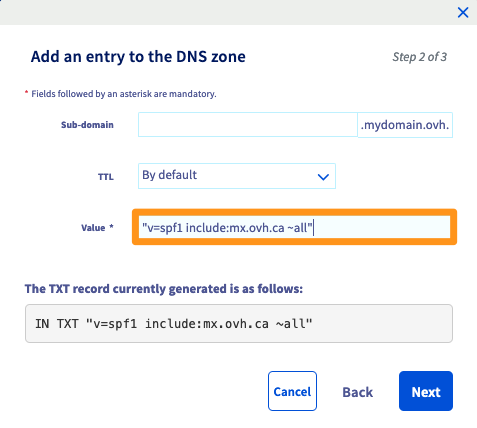 Add an entry to the DNS zone
Step 2 of 3
* Fields followed by an asterisk are mandatory.
Sub-domain
.mydomain.ovh.
TTL
By default
Value *
"v=spf1 include:mx.ovh.ca ~all"
The TXT record currently generated is as follows:
IN TXT "v=spf1 include:mx.ovh.ca ~all"
Cancel
Back
Next